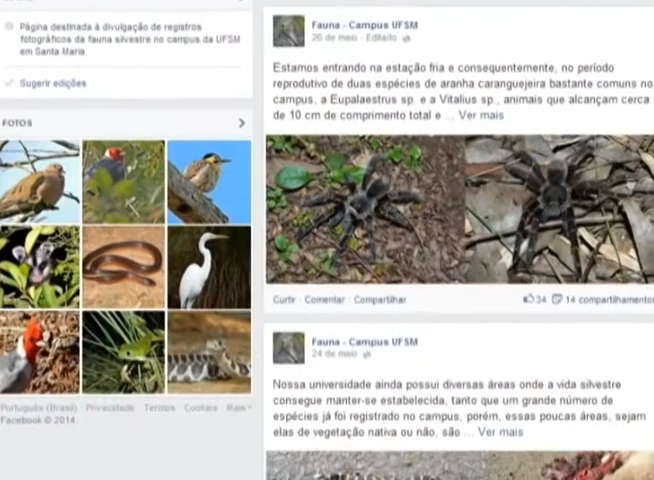 Página destinada à divulgação de registros
fotográficos da fauna silvestre no campus da UFSM
em Santa Maria.
Sugerir edições
FOTOS
Português (Brasil) · Privacidade · Termos · Cookies · Mais
Facebook © 2014
Fauna - Campus UFSM
26 de maio · Editado
Estamos entrando na estação fria e consequentemente, no período
reprodutivo de duas espécies de aranha caranguejeira bastante comuns no
campus, a Eupalaestrus sp. e a Vitalius sp., animais que alcançam cerca
de 10 cm de comprimento total e ... Ver mais
Curtir · Comentar · Compartilhar
34 14 compartilhamentos
Fauna - Campus UFSM
24 de maio
Nossa universidade ainda possui diversas áreas onde a vida silvestre
consegue manter-se estabelecida, tanto que um grande número de
espécies já foi registrado no campus, porém, essas poucas áreas, sejam
elas de vegetação nativa ou não, são ... Ver mais